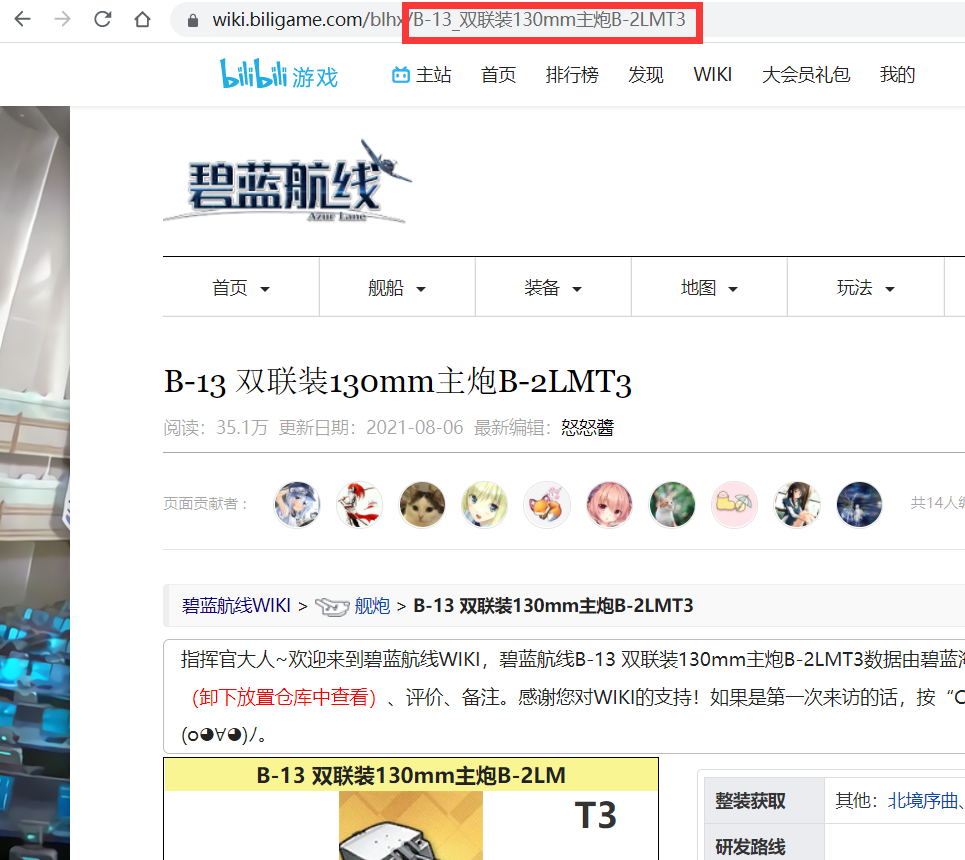 wiki.biligame.com/blhx/B-13_双联装130mm主炮B-2LMT3
bilibili 游戏 主站 首页 排行榜 发现 WIKI 大会员礼包 我的
碧蓝航线
Azur Lane
首页 舰船 装备 地图 玩法
B-13 双联装130mm主炮B-2LMT3
阅读：35.1万 更新日期：2021-08-06 最新编辑：怒怒醬
页面贡献者： 共14人编
碧蓝航线WIKI > 舰炮 > B-13 双联装130mm主炮B-2LMT3
指挥官大人~欢迎来到碧蓝航线WIKI，碧蓝航线B-13 双联装130mm主炮B-2LMT3数据由碧蓝
（卸下放置仓库中查看）、评价、备注。感谢您对WIKI的支持！如果是第一次来访的话，按“C
(o◕∀◕)ﾉ。
B-13 双联装130mm主炮B-2LM
T3
整装获取 其他：北境序曲、
研发路线